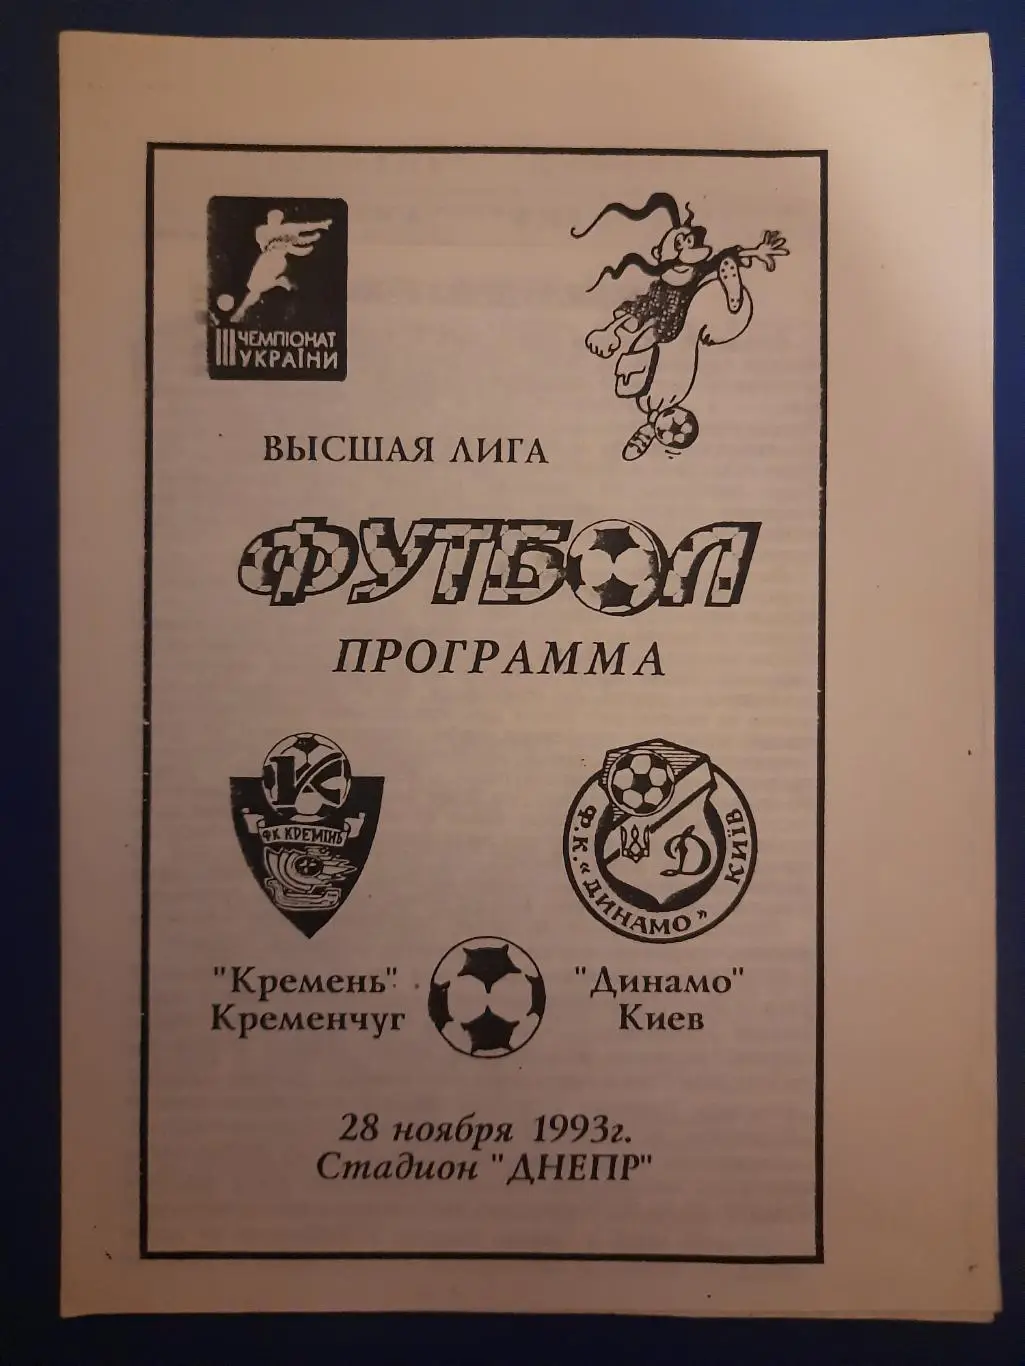 III ЧЕМПІОНАТ
УКРАЇНИ
ВЫСШАЯ ЛИГА
ФУТБОЛ
ПРОГРАММА
К
ФК КРЕМІНЬ
Ф.К. «ДИНАМО» КИЇВ
Д
"Кремень"
Кременчуг
"Динамо"
Киев
28 ноября 1993г.
Стадион "ДНЕПР"